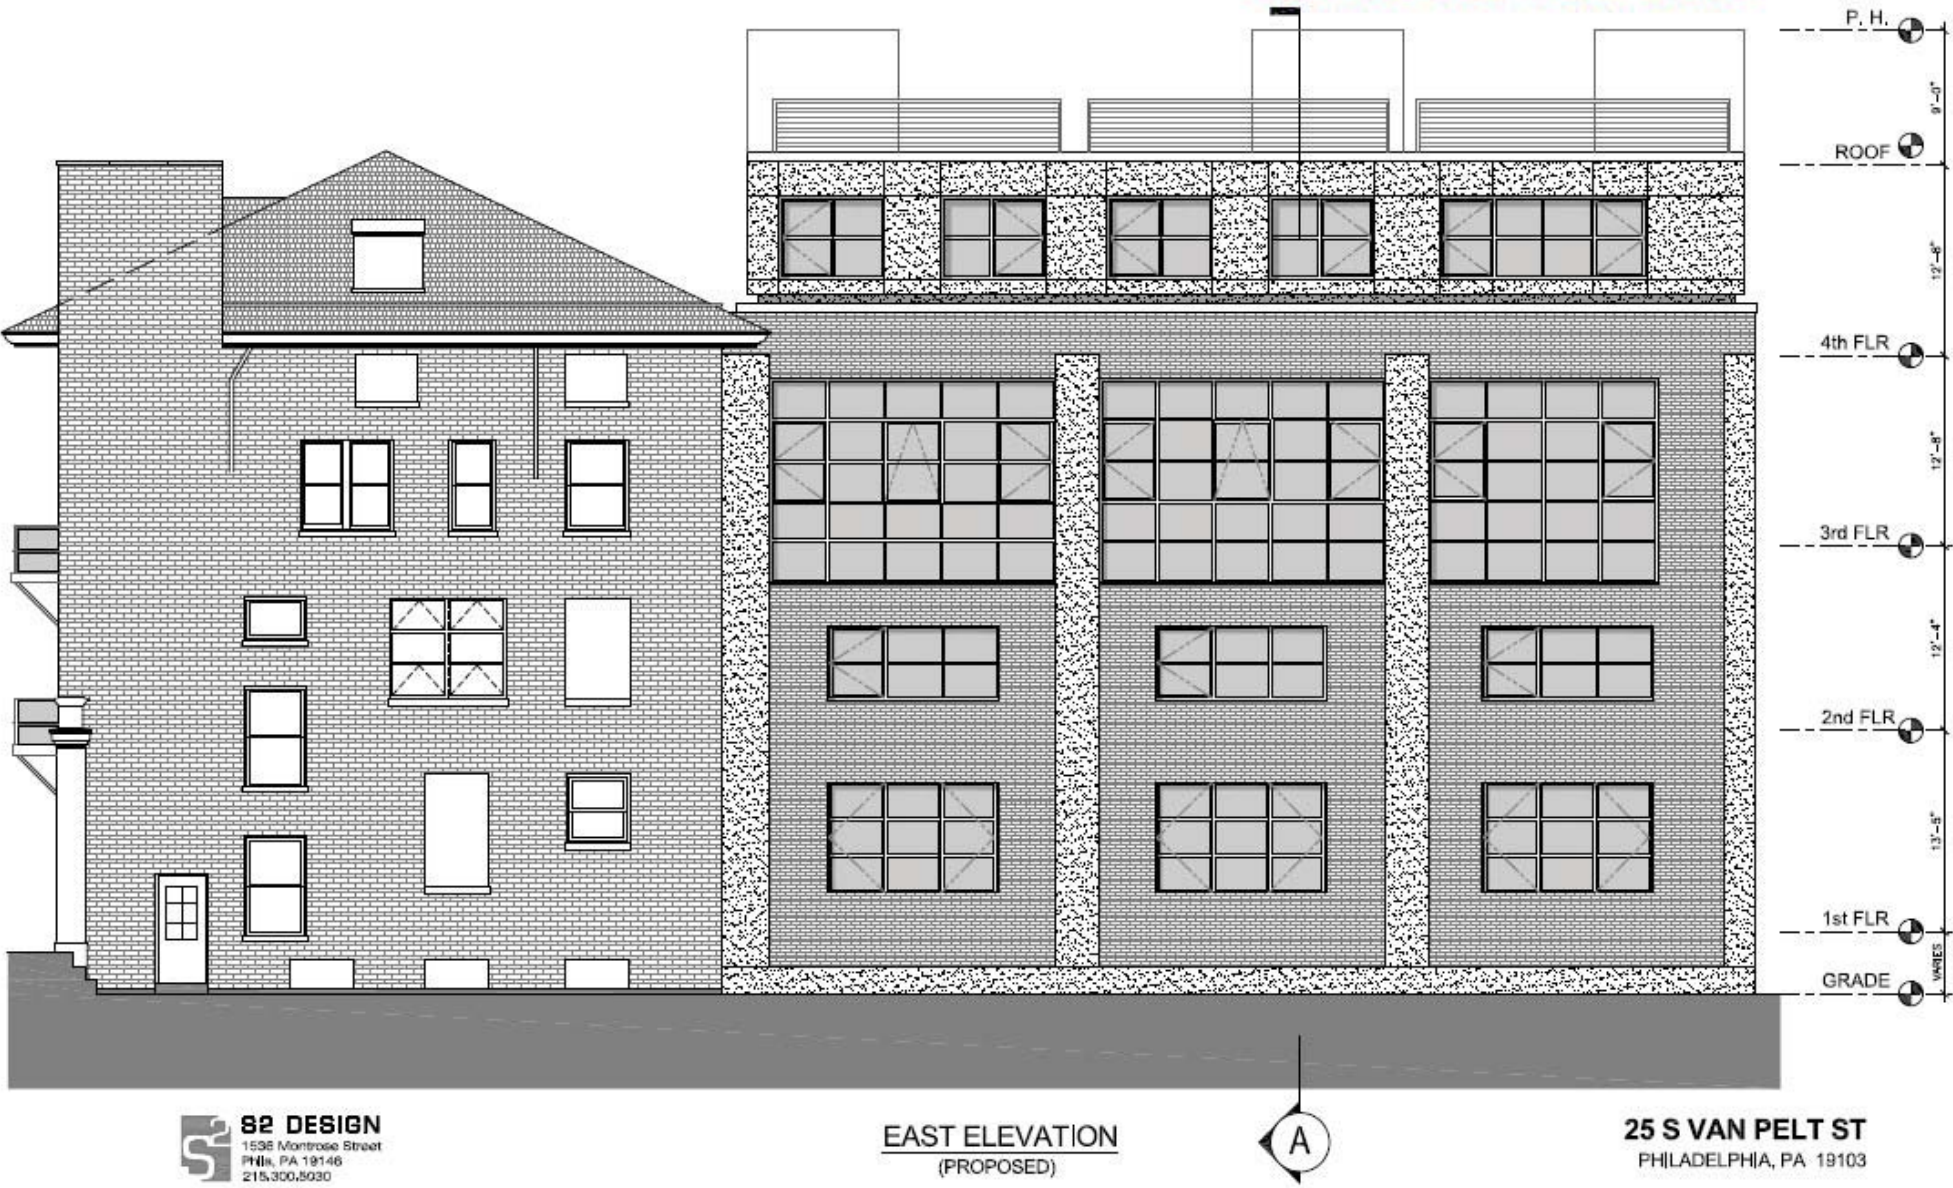 P. H.
9'-0"
ROOF
12'-8"
4th FLR
12'-8"
3rd FLR
12'-4"
2nd FLR
13'-5"
1st FLR
VARIES
GRADE
S2
S2 DESIGN
1536 Montrose Street
Phila, PA 19146
215.300.5030
EAST ELEVATION
(PROPOSED)
A
25 S VAN PELT ST
PHILADELPHIA, PA 19103